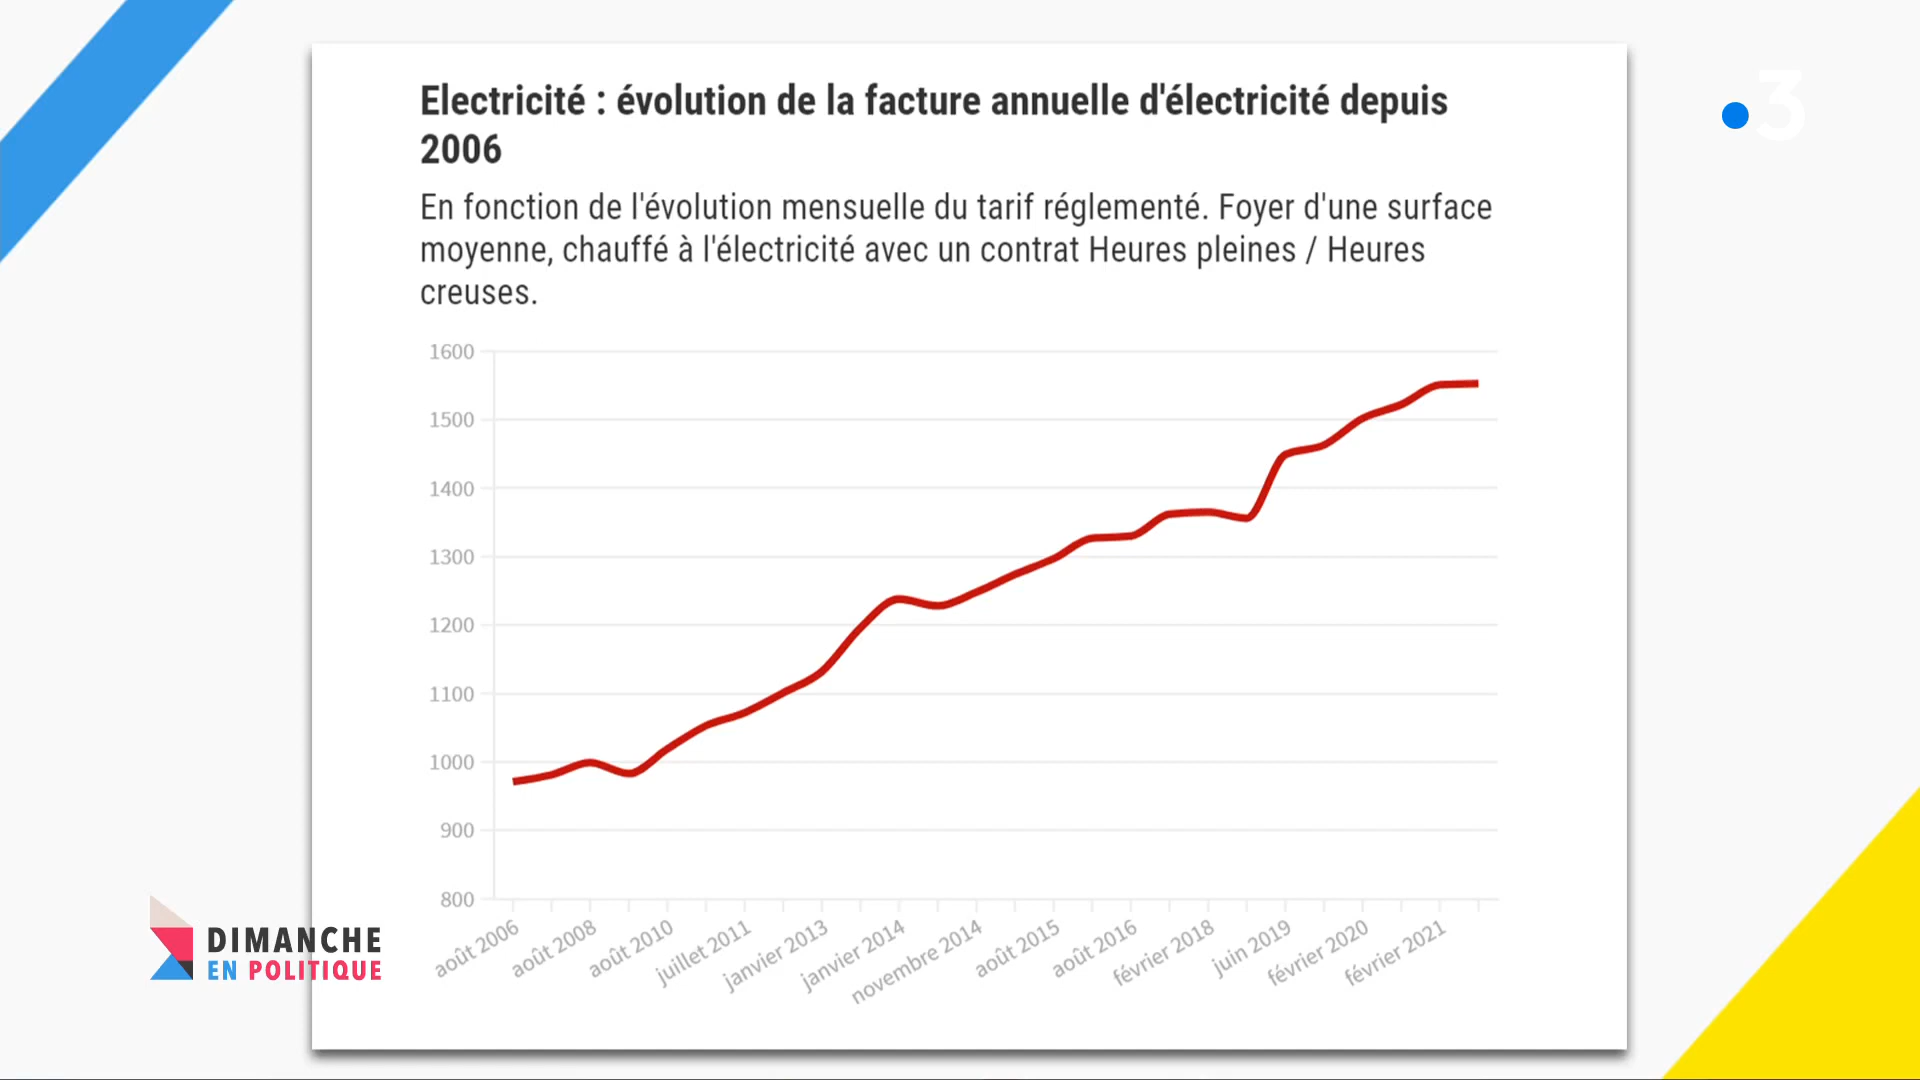 Electricité : évolution de la facture annuelle d'électricité depuis
2006
En fonction de l'évolution mensuelle du tarif réglementé. Foyer d'une surface
moyenne, chauffé à l'électricité avec un contrat Heures pleines / Heures
creuses.
3
1600
1500
1400
1300
1200
1100
1000
900
800
août 2006
août 2008
août 2010
juillet 2011
janvier 2013
janvier 2014
novembre 2014
août 2015
août 2016
février 2018
juin 2019
février 2020
février 2021
DIMANCHE
EN POLITIQUE